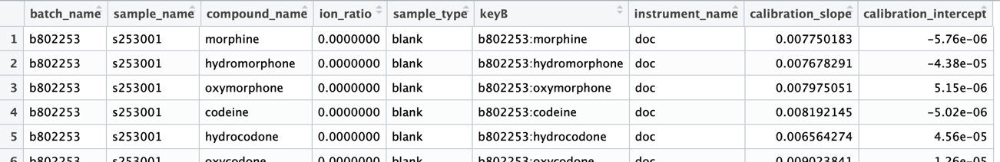 batch_name sample_name compound_name ion_ratio sample_type keyB instrument_name calibration_slope calibration_intercept
1 b802253 s253001 morphine 0.0000000 blank b802253:morphine doc 0.007750183 −5.76e−06
2 b802253 s253001 hydromorphone 0.0000000 blank b802253:hydromorphone doc 0.007678291 −4.38e−05
3 b802253 s253001 oxymorphone 0.0000000 blank b802253:oxymorphone doc 0.007975051 5.15e−06
4 b802253 s253001 codeine 0.0000000 blank b802253:codeine doc 0.008192145 −5.02e−06
5 b802253 s253001 hydrocodone 0.0000000 blank b802253:hydrocodone doc 0.006564274 4.56e−05
6 b802253 s253001 oxycodone 0.0000000 blank b802253:oxycodone doc 0.009023841 1.26e−05